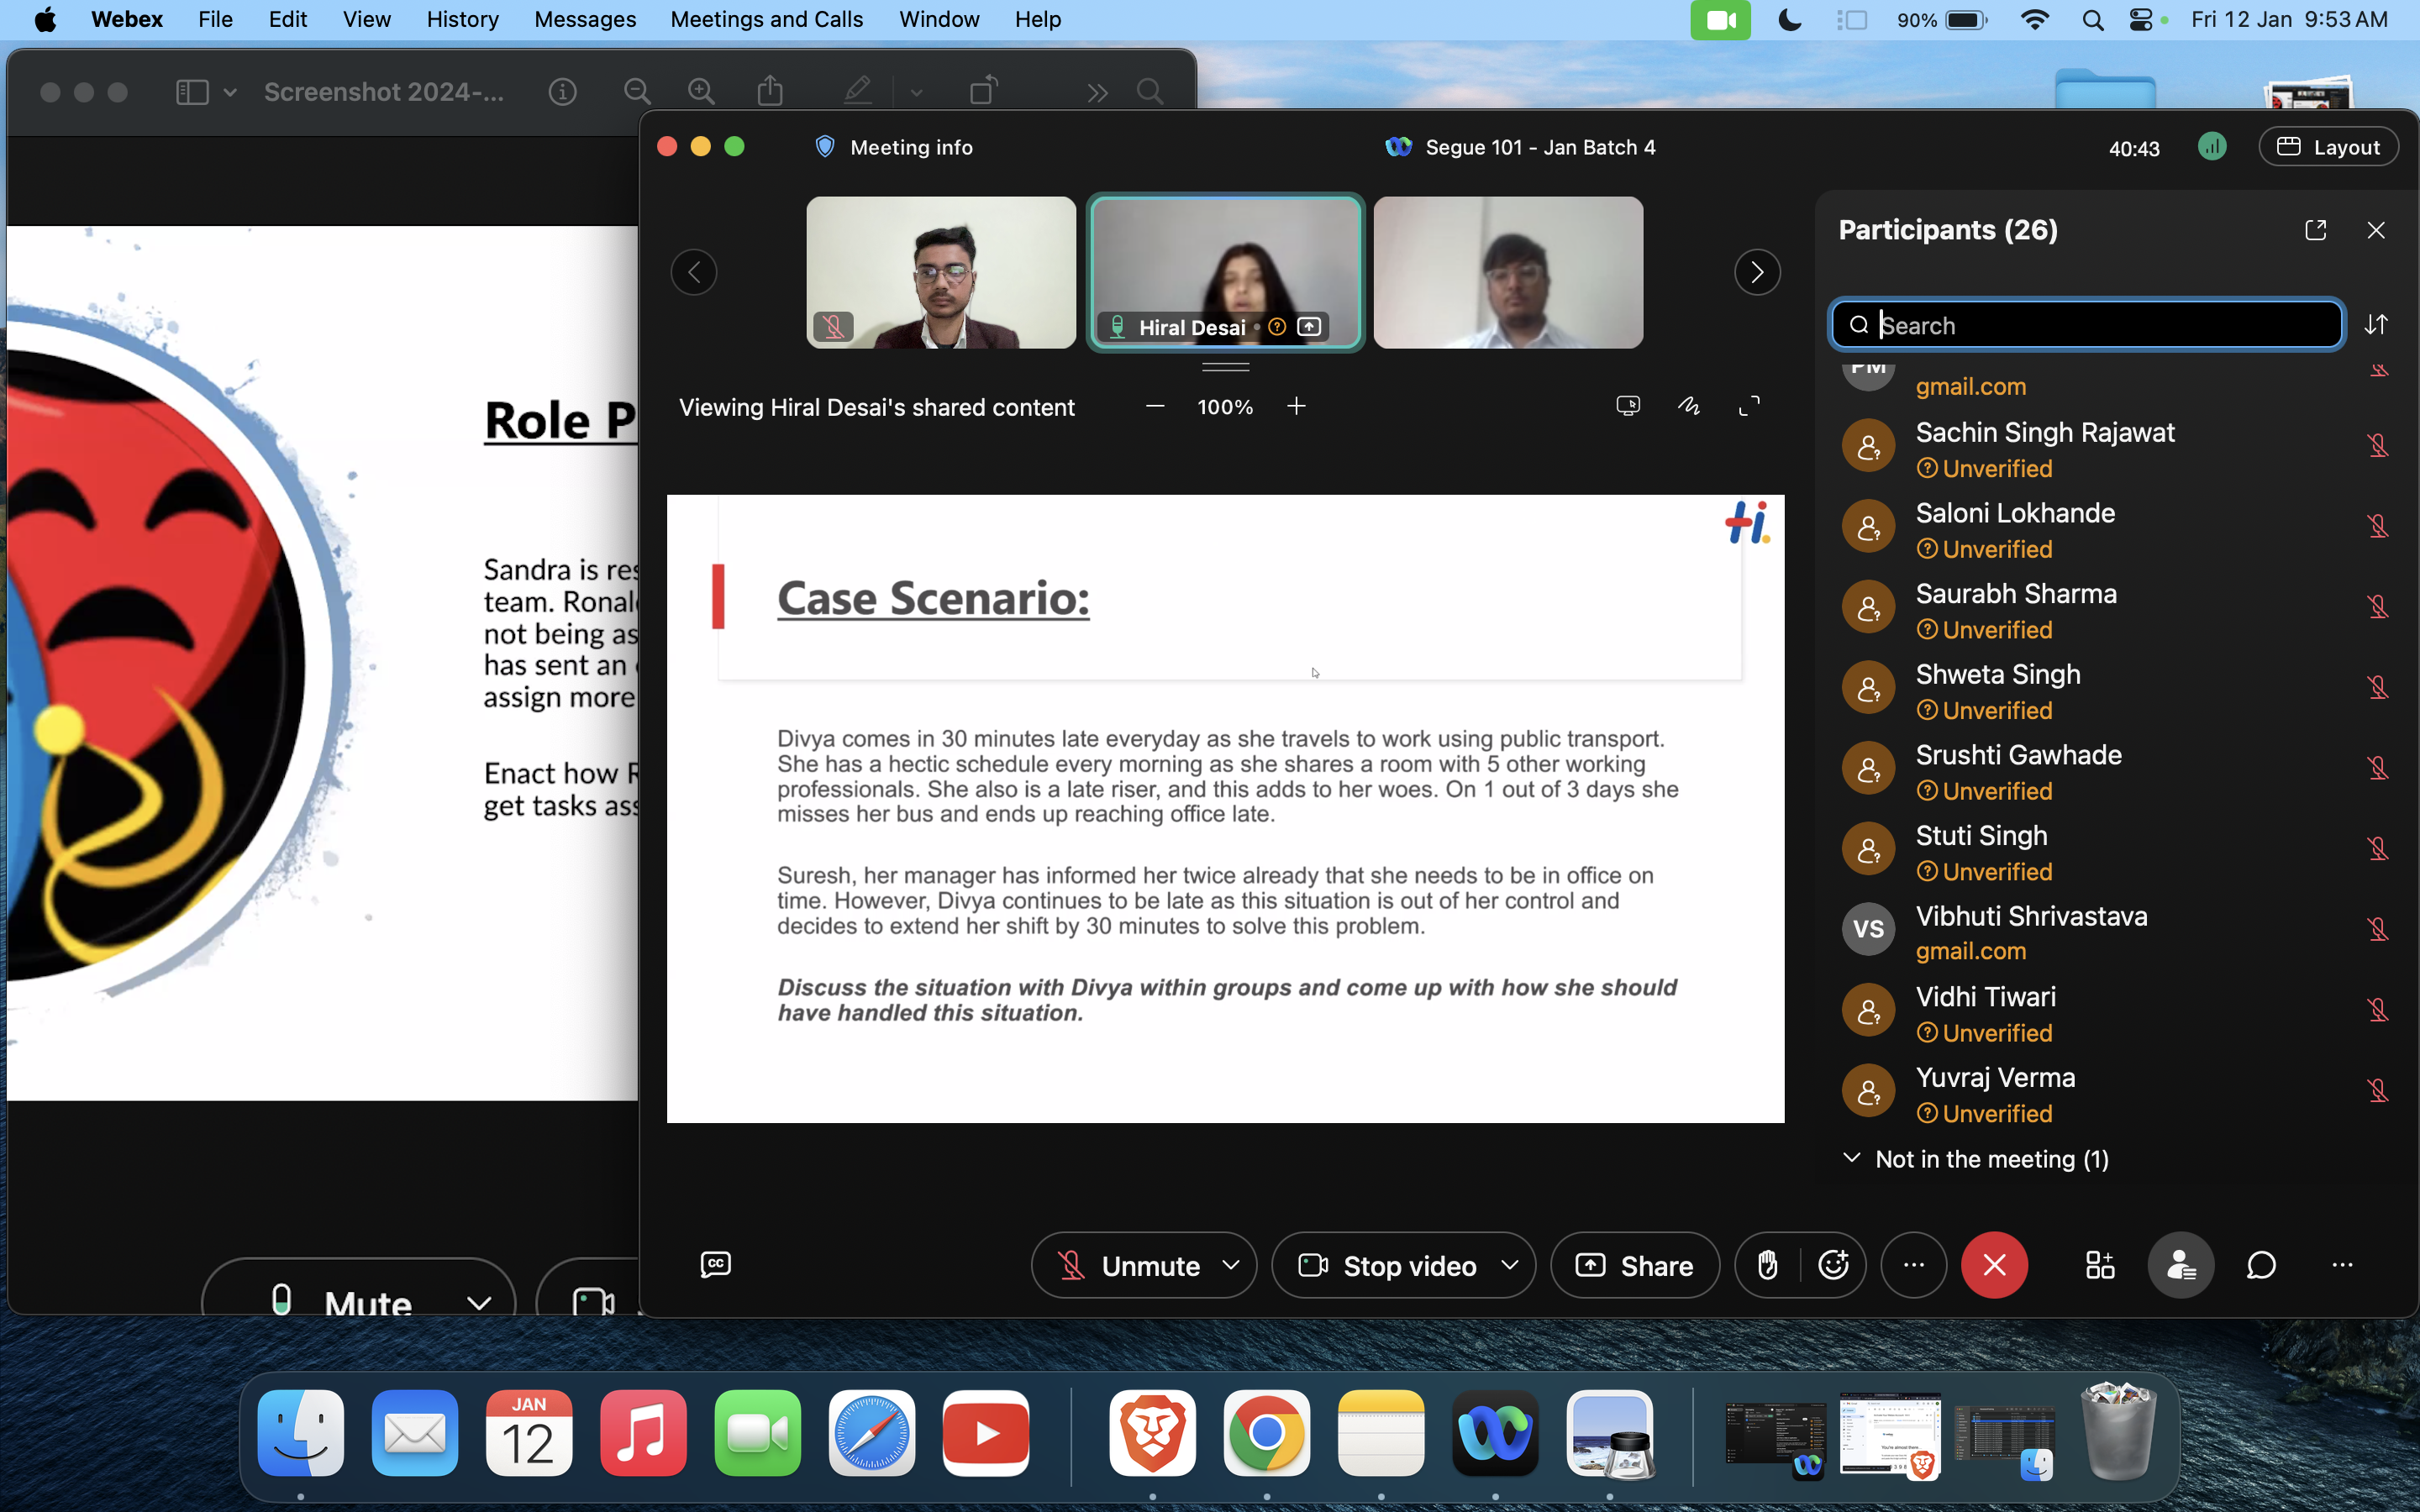 Webex File Edit View History Messages Meetings and Calls Window Help 90% Fri 12 Jan 9:53 AM
Screenshot 2024-...
Role P
Sandra is res
team. Ronal
not being as
has sent an
assign more
Enact how R
get tasks ass
Mute
Meeting info
Segue 101 - Jan Batch 4
40:43
Layout
Hiral Desai
Viewing Hiral Desai's shared content
100%
Hi.
Case Scenario:
Divya comes in 30 minutes late everyday as she travels to work using public transport.
She has a hectic schedule every morning as she shares a room with 5 other working
professionals. She also is a late riser, and this adds to her woes. On 1 out of 3 days she
misses her bus and ends up reaching office late.
Suresh, her manager has informed her twice already that she needs to be in office on
time. However, Divya continues to be late as this situation is out of her control and
decides to extend her shift by 30 minutes to solve this problem.
Discuss the situation with Divya within groups and come up with how she should
have handled this situation.
Participants (26)
Search
PM
gmail.com
Sachin Singh Rajawat
Unverified
Saloni Lokhande
Unverified
Saurabh Sharma
Unverified
Shweta Singh
Unverified
Srushti Gawhade
Unverified
Stuti Singh
Unverified
VS
Vibhuti Shrivastava
gmail.com
Vidhi Tiwari
Unverified
Yuvraj Verma
Unverified
Not in the meeting (1)
CC
Unmute
Stop video
Share
JAN
12